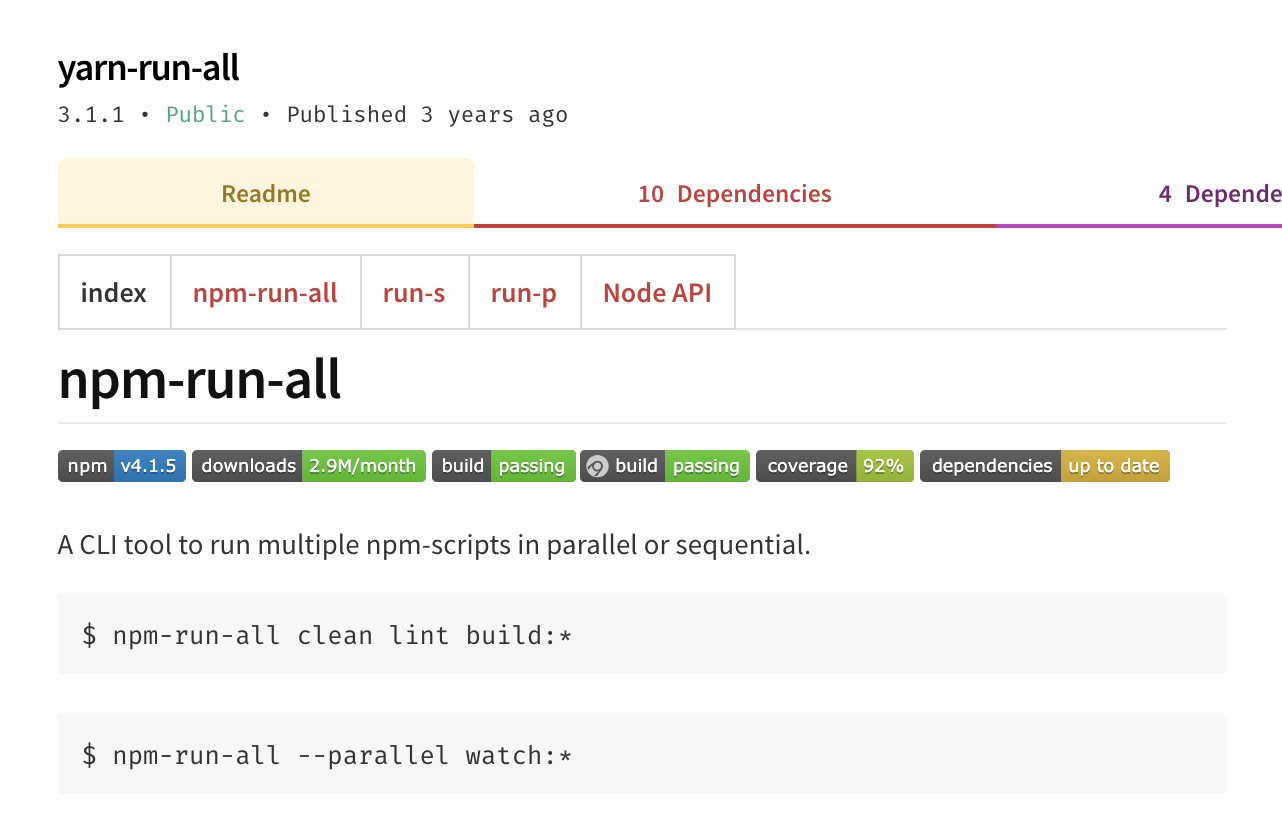 yarn-run-all
3.1.1 • Public • Published 3 years ago
Readme 10 Dependencies 4 Depende
index npm-run-all run-s run-p Node API
npm-run-all
npm v4.1.5 downloads 2.9M/month build passing build passing coverage 92% dependencies up to date
A CLI tool to run multiple npm-scripts in parallel or sequential.
$ npm-run-all clean lint build:*
$ npm-run-all --parallel watch:*